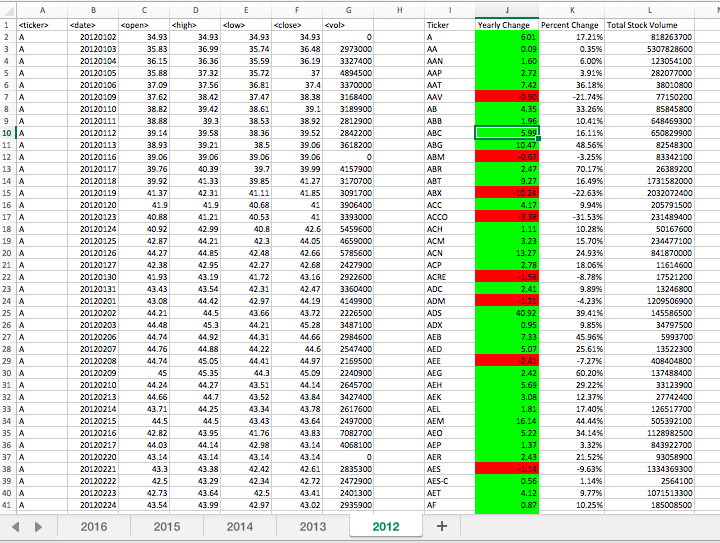 A B C D E F G H I J K L
1 <ticker> <date> <open> <high> <low> <close> <vol> Ticker Yearly Change Percent Change Total Stock Volume
2 A 20120102 34.93 34.93 34.93 34.93 0 A 6.01 17.21% 818263700
3 A 20120103 35.83 36.99 35.74 36.48 2973000 AA 0.09 0.35% 5307828600
4 A 20120104 36.15 36.36 35.59 36.19 3327400 AAN 1.60 6.00% 123054100
5 A 20120105 35.88 37.32 35.72 37 4894500 AAP 2.72 3.91% 282077000
6 A 20120106 37.09 37.56 36.81 37.4 3370000 AAT 7.42 36.18% 38010800
7 A 20120109 37.62 38.42 37.47 38.38 3168400 AAV -0.90 -21.74% 77150200
8 A 20120110 38.82 39.42 38.61 39.1 3189900 AB 4.35 33.26% 85845800
9 A 20120111 38.88 39.3 38.53 38.92 2812900 ABB 1.96 10.41% 648469300
10 A 20120112 39.14 39.58 38.36 39.52 2842200 ABC 5.99 16.11% 650829900
11 A 20120113 38.93 39.21 38.5 39.06 3618200 ABG 10.47 48.56% 82548300
12 A 20120116 39.06 39.06 39.06 39.06 0 ABM -0.67 -3.25% 83342100
13 A 20120117 39.76 40.39 39.7 39.99 4157900 ABR 2.47 70.17% 26389200
14 A 20120118 39.92 41.33 39.85 41.27 3170700 ABT 9.27 16.49% 1731582000
15 A 20120119 41.37 42.31 41.11 41.85 3091700 ABX -10.24 -22.63% 2032072400
16 A 20120120 41.9 41.9 40.68 41 3906400 ACC 4.17 9.94% 205791500
17 A 20120123 40.88 41.21 40.53 41 3393000 ACCO -3.38 -31.53% 231489400
18 A 20120124 40.92 42.99 40.8 42.6 5459600 ACH 1.11 10.28% 50167600
19 A 20120125 42.87 44.21 42.3 44.05 4659000 ACM 3.23 15.70% 234477100
20 A 20120126 44.27 44.85 42.48 42.66 5785600 ACN 13.27 24.93% 841870000
21 A 20120127 42.38 42.95 42.27 42.68 2427900 ACP 2.78 18.06% 11614600
22 A 20120130 41.93 43.19 41.72 43.16 2922600 ACRE -1.58 -8.78% 17521200
23 A 20120131 43.43 43.54 42.31 42.47 3360400 ADC 2.41 9.89% 13246800
24 A 20120201 43.08 44.42 42.97 44.19 4149900 ADM -1.21 -4.23% 1209506900
25 A 20120202 44.21 44.5 43.66 43.72 2226500 ADS 40.92 39.41% 145586500
26 A 20120203 44.48 45.3 44.21 45.28 3487100 ADX 0.95 9.85% 34797500
27 A 20120206 44.74 44.92 44.31 44.66 2984600 AEB 7.33 45.96% 5993700
28 A 20120207 44.76 44.88 44.22 44.6 2547400 AED 5.07 25.61% 13522300
29 A 20120208 44.74 45.05 44.41 44.97 2169500 AEE -2.41 -7.27% 408404800
30 A 20120209 45 45.35 44.3 45.09 2240900 AEG 2.42 60.20% 137488400
31 A 20120210 44.24 44.27 43.51 44.14 2645700 AEH 5.69 29.22% 33123900
32 A 20120213 44.66 44.7 43.52 43.84 3427400 AEK 3.08 12.37% 27742400
33 A 20120214 43.71 44.25 43.34 43.78 2617600 AEL 1.81 17.40% 126517700
34 A 20120215 44.5 44.5 43.43 43.64 2497000 AEM 16.14 44.44% 505392100
35 A 20120216 42.82 43.95 41.76 43.83 7082700 AEO 5.22 34.14% 1128982500
36 A 20120217 44.03 44.14 42.98 43.14 4068100 AEP 1.37 3.32% 843922700
37 A 20120220 43.14 43.14 43.14 43.14 0 AER 2.43 21.52% 93058900
38 A 20120221 43.3 43.38 42.42 42.61 2835300 AES -1.14 -9.63% 1334369300
39 A 20120222 42.5 43.29 42.34 42.72 2472900 AES-C 0.56 1.14% 2564100
40 A 20120223 42.73 43.64 42.5 43.41 2401300 AET 4.12 9.77% 1071513300
41 A 20120224 43.54 43.99 42.97 43.02 2935900 AF 0.87 10.25% 185008500
2016 2015 2014 2013 2012 +